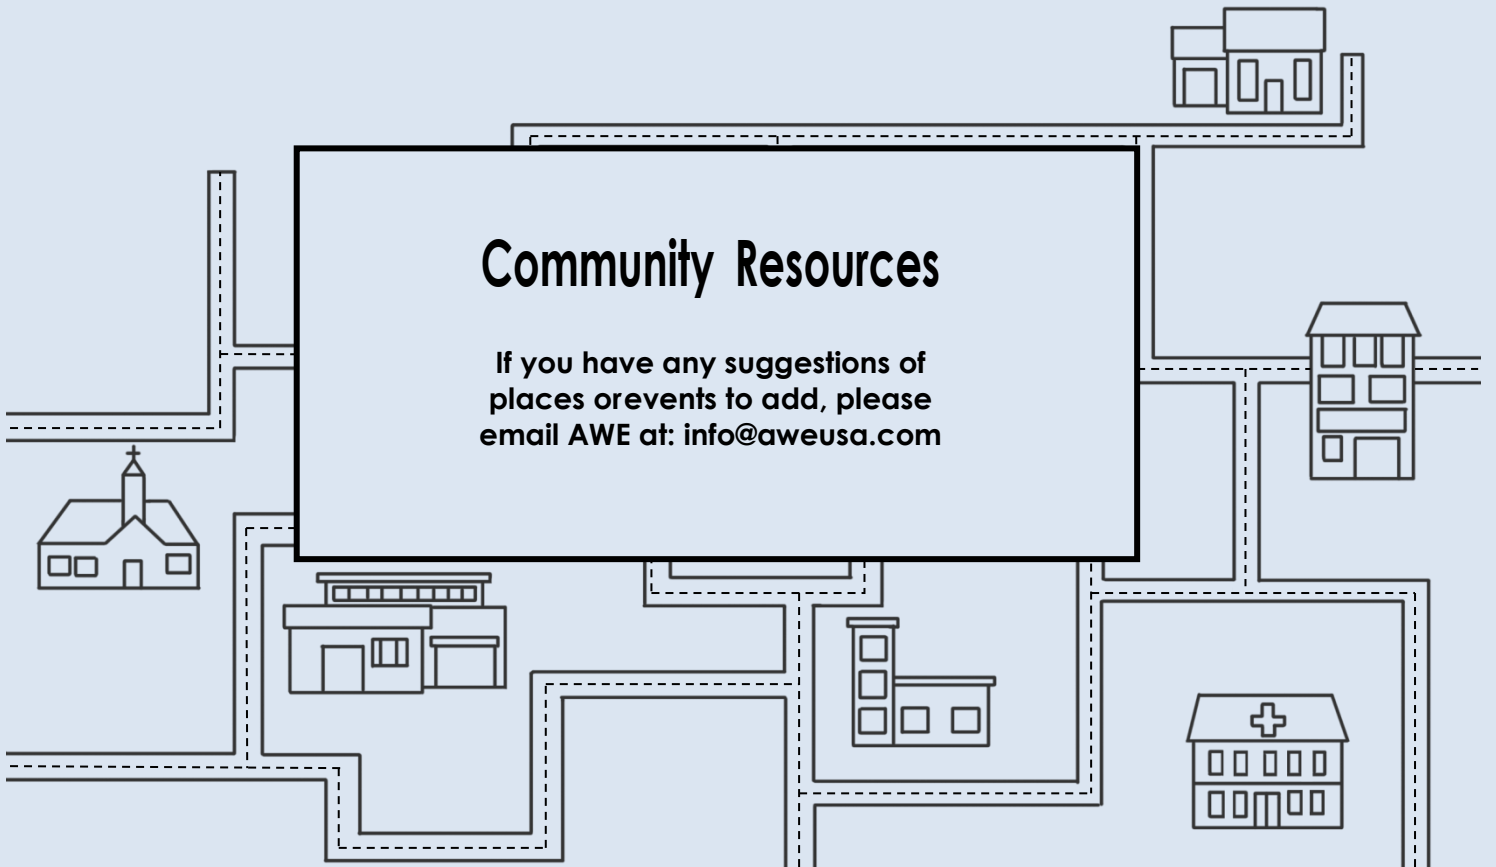 Community Resources
If you have any suggestions of
places orevents to add, please
email AWE at: info@aweusa.com